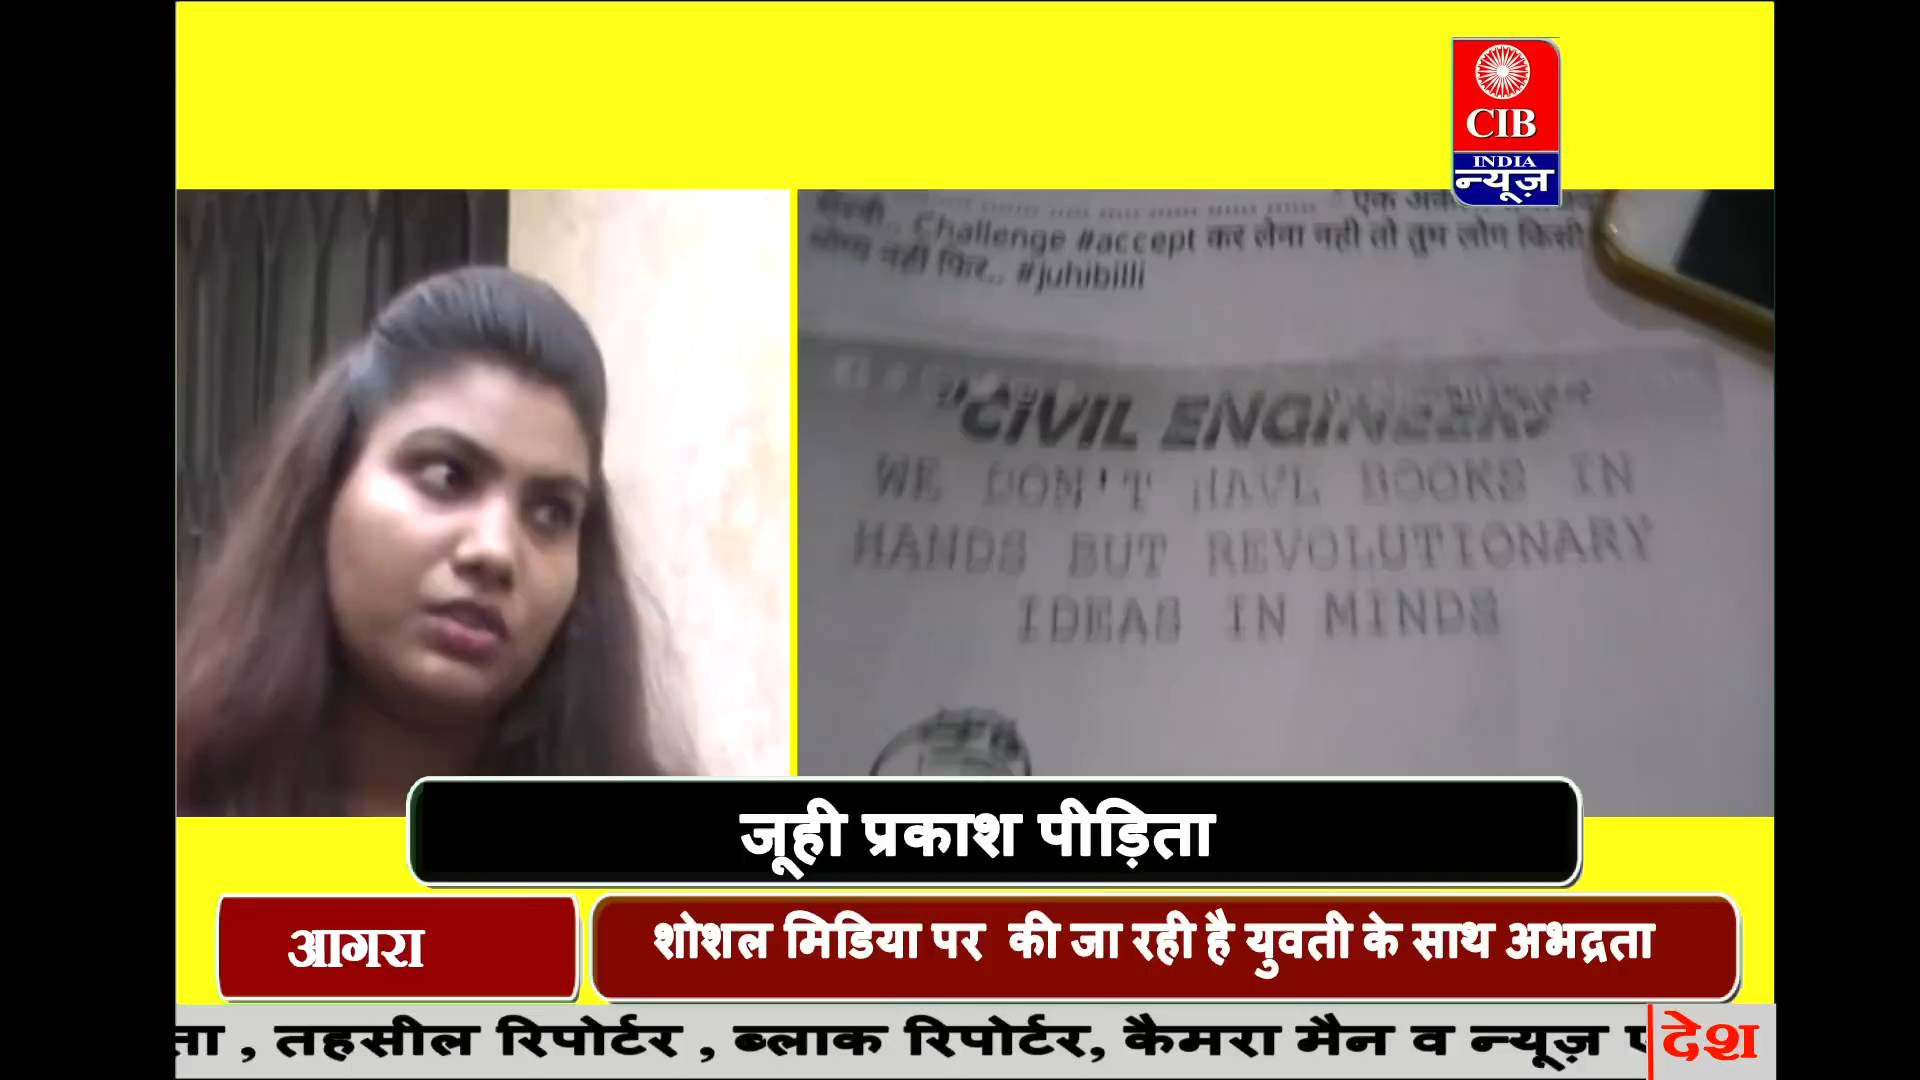 CIB
INDIA
न्यूज़
एक
Challenge #accept कर लेना नही तो तुम लोग किसी
नहीं फिर.. #juhibilli
"CIVIL ENGINEERS"
WE DON'T HAVE BOOKS IN
HANDS BUT REVOLUTIONARY
IDEAS IN MINDS
जूही प्रकाश पीड़िता
आगरा
शोशल मिडिया पर की जा रही है युवती के साथ अभद्रता
ता , तहसील रिपोर्टर , ब्लाक रिपोर्टर, कैमरा मैन व न्यूज़
देश